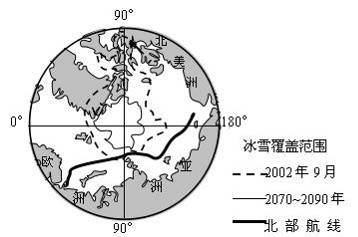 90°
北
美
洲
0°
180°
冰雪覆盖范围
2002年9月
2070~2090年
北部航线
欧
洲
亚
洲
90°